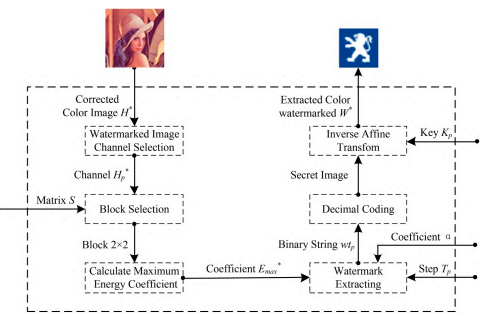 Corrected
Color Image H*
Extracted Color
watermarked W*
Watermarked Image
Channel Selection
Inverse Affine
Transfom
Key Kp
Channel Hp*
Secret Image
Matrix S
Block Selection
Decimal Coding
Block 2×2
Binary String wtp
Coefficient α
Calculate Maximum
Energy Coefficient
Coefficient Emax*
Watermark
Extracting
Step Tp